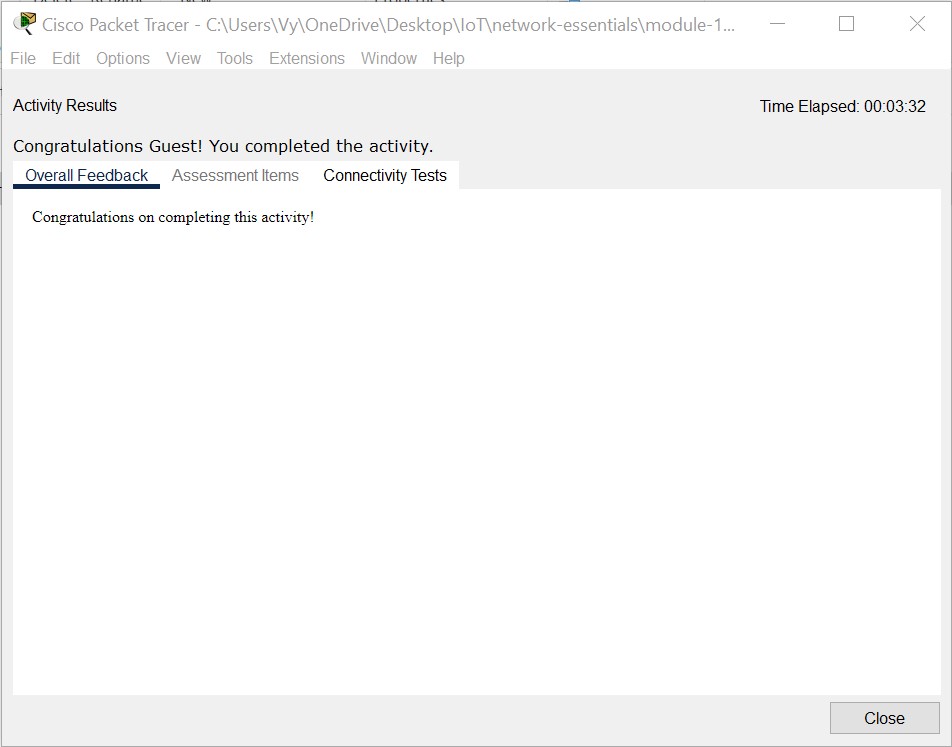 Cisco Packet Tracer - C:\Users\Vy\OneDrive\Desktop\IoT\network-essentials\module-1...
File Edit Options View Tools Extensions Window Help
Activity Results
Time Elapsed: 00:03:32
Congratulations Guest! You completed the activity.
Overall Feedback Assessment Items Connectivity Tests
Congratulations on completing this activity!
Close